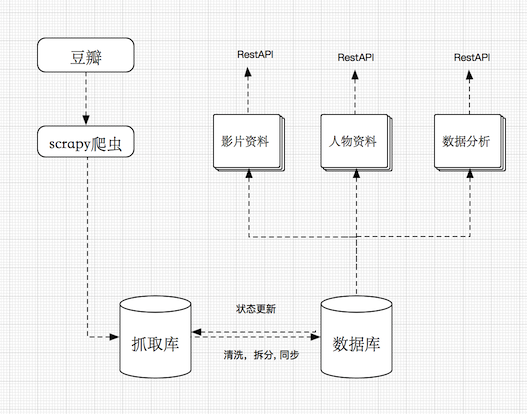 豆瓣
RestAPI
RestAPI
RestAPI
scrapy爬虫
影片资料
人物资料
数据分析
状态更新
抓取库
数据库
清洗，拆分, 同步